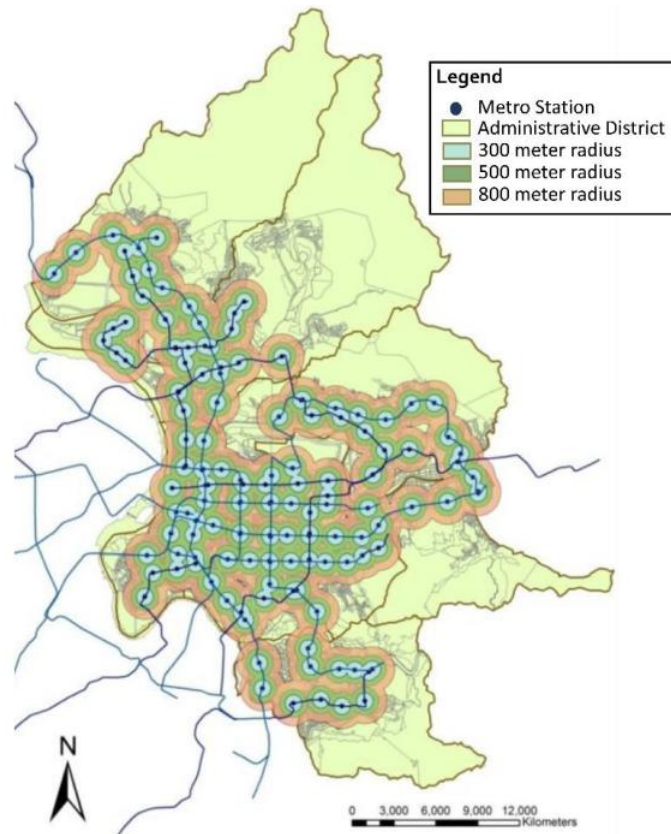 Legend
Metro Station
Administrative District
300 meter radius
500 meter radius
800 meter radius
N
0 3,000 6,000 9,000 12,000
Kilometers